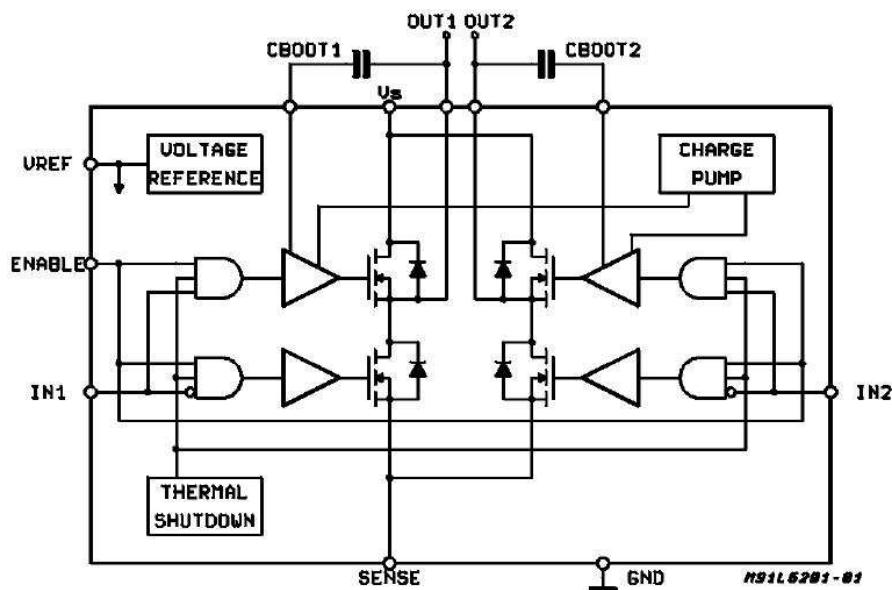 OUT1 OUT2
CBOOT1
CBOOT2
Vs
VREF
VOLTAGE
REFERENCE
CHARGE
PUMP
ENABLE
IN1
IN2
THERMAL
SHUTDOWN
SENSE
GND
M91L6201-01